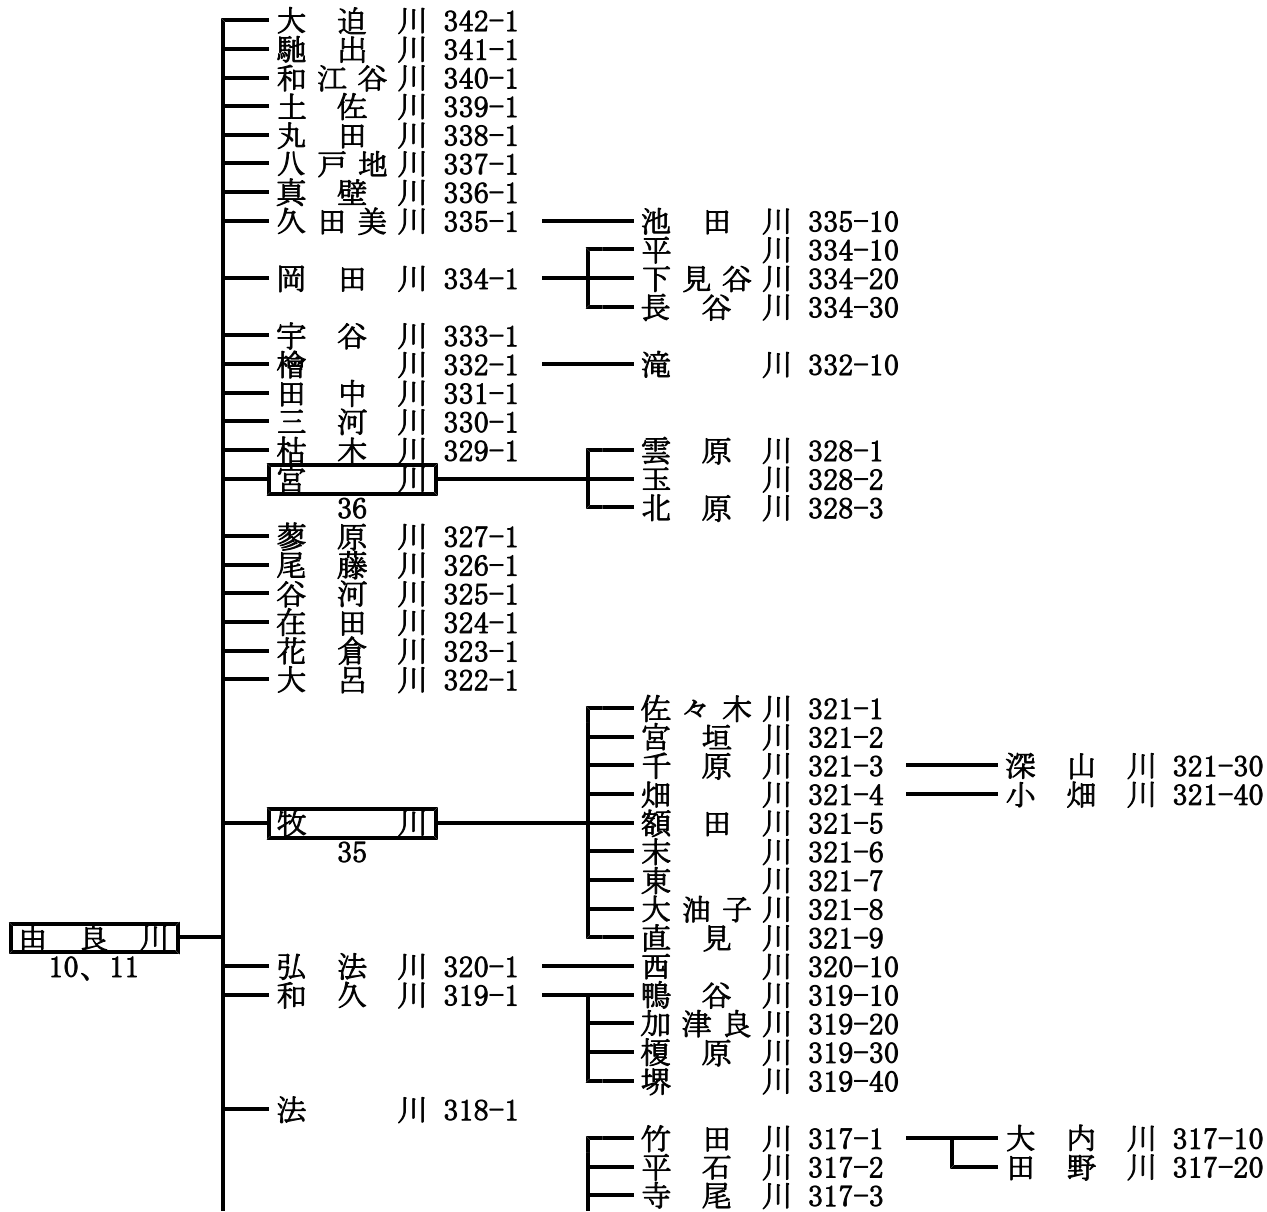 大迫川 342-1
馳出川 341-1
和江谷川 340-1
土佐川 339-1
丸田川 338-1
八戸地川 337-1
真壁川 336-1
久田美川 335-1 池田川 335-10
平川 334-10
岡田川 334-1 下見谷川 334-20
長谷川 334-30
宇谷川 333-1
檜川 332-1 滝川 332-10
田中川 331-1
三河川 330-1
枯木川 329-1 雲原川 328-1
宮川 玉川 328-2
36 北原川 328-3
蓼原川 327-1
尾藤川 326-1
谷河川 325-1
在田川 324-1
花倉川 323-1
大呂川 322-1
佐々木川 321-1
宮垣川 321-2
千原川 321-3 深山川 321-30
畑川 321-4 小畑川 321-40
牧川 額田川 321-5
35 末川 321-6
東川 321-7
大油子川 321-8
由良川 直見川 321-9
10、11 弘法川 320-1 西川 320-10
和久川 319-1 鴨谷川 319-10
加津良川 319-20
榎原川 319-30
堺川 319-40
法川 318-1
竹田川 317-1 大内川 317-10
平石川 317-2 田野川 317-20
寺尾川 317-3